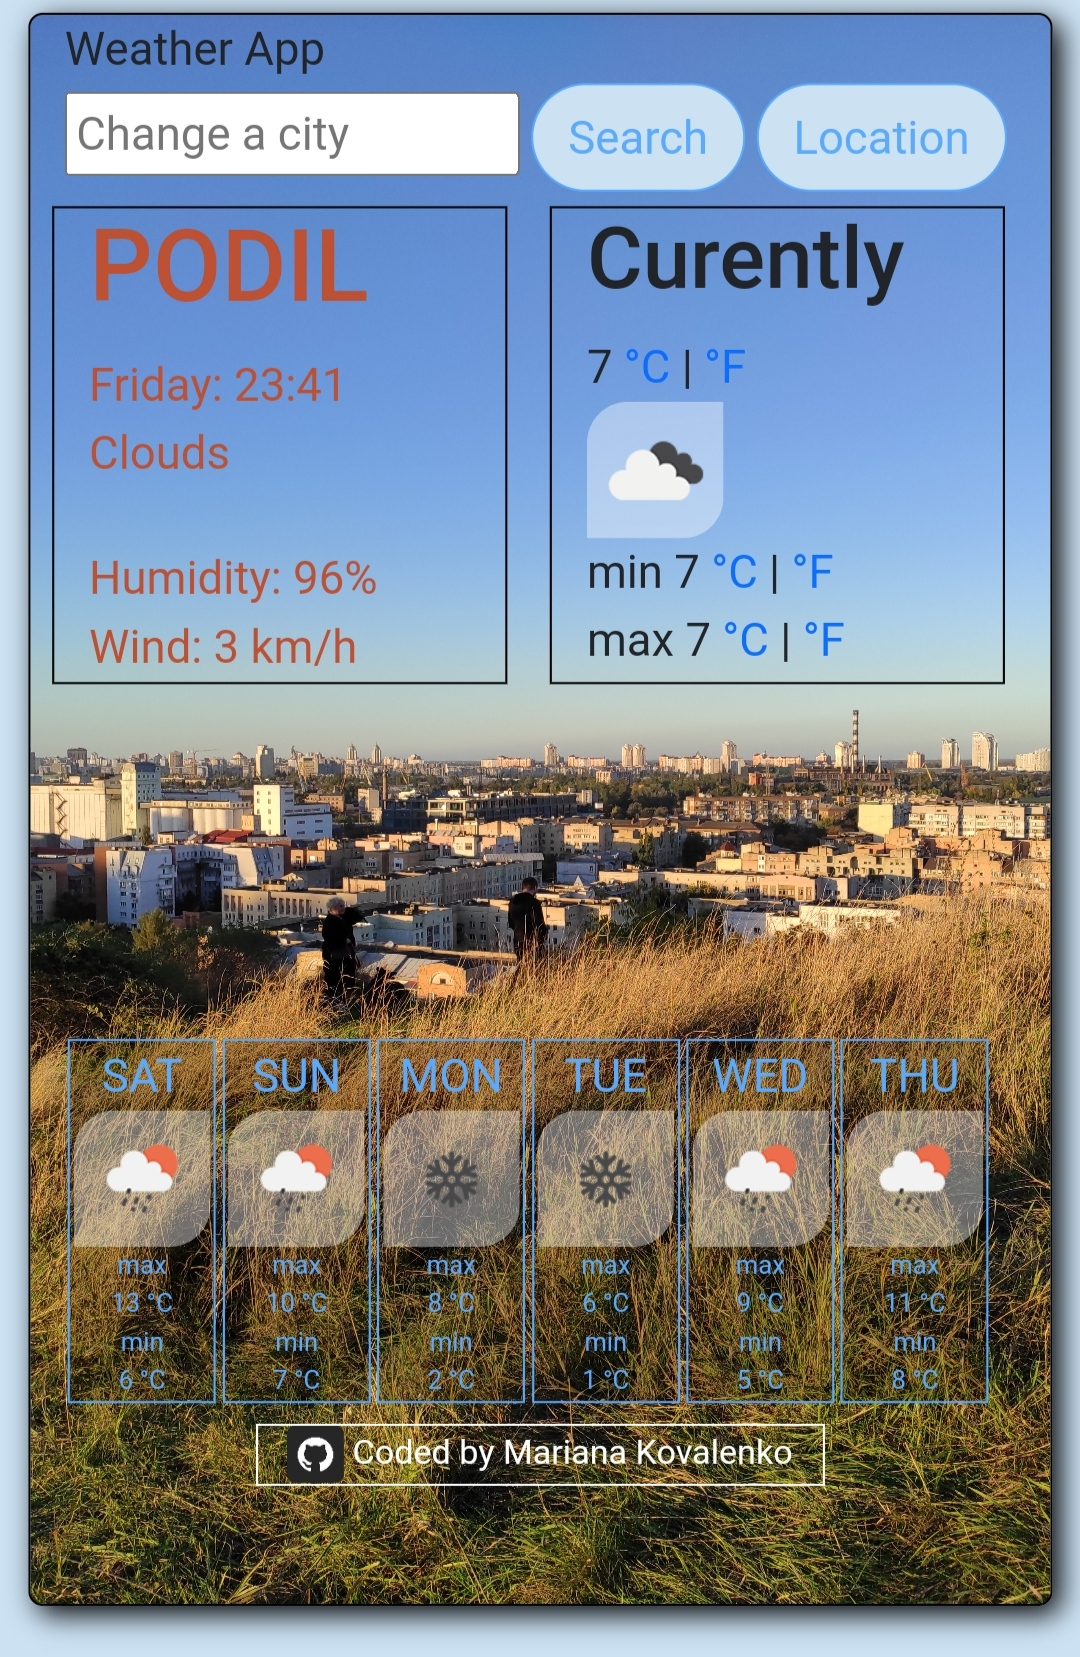 Weather App
Change a city
Search
Location
PODIL
Friday: 23:41
Clouds
Humidity: 96%
Wind: 3 km/h
Curently
7 °C | °F
min 7 °C | °F
max 7 °C | °F
SAT
max
13 °C
min
6 °C
SUN
max
10 °C
min
7 °C
MON
max
8 °C
min
2 °C
TUE
max
6 °C
min
1 °C
WED
max
9 °C
min
5 °C
THU
max
11 °C
min
8 °C
Coded by Mariana Kovalenko